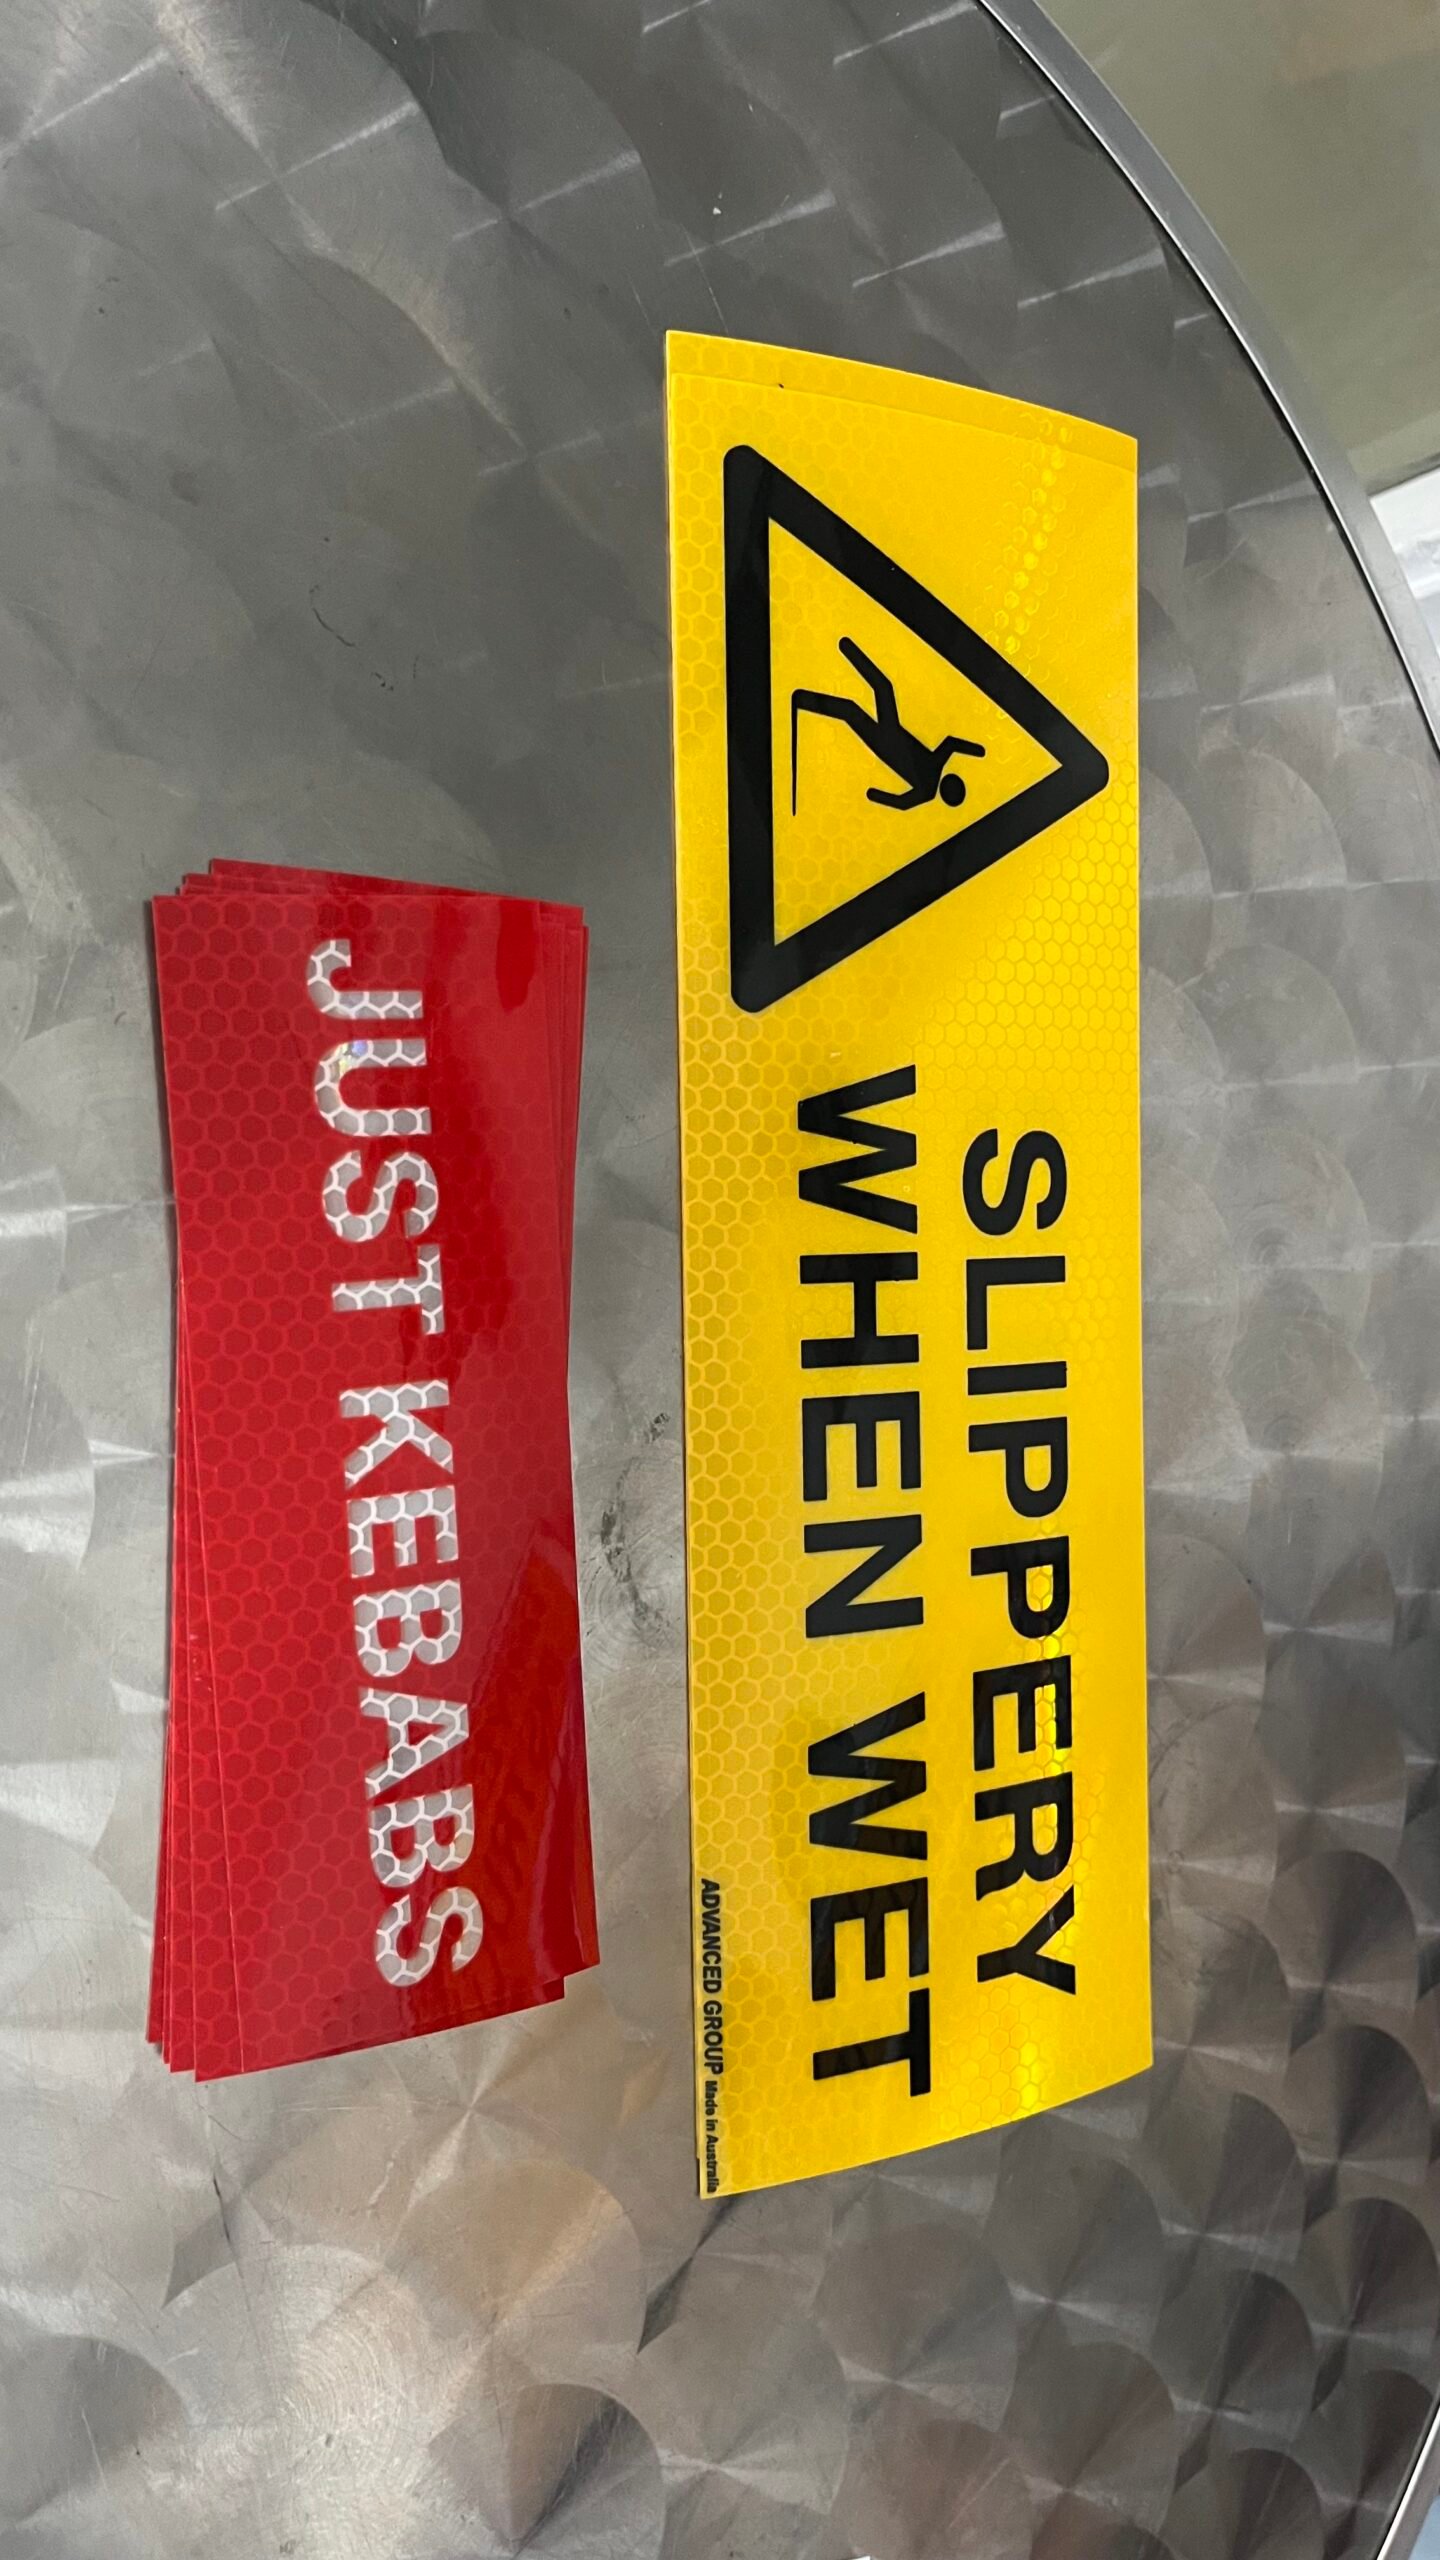 SLIPPERY
WHEN WET
ADVANCED GROUP Made in Australia
JUST KEBABS